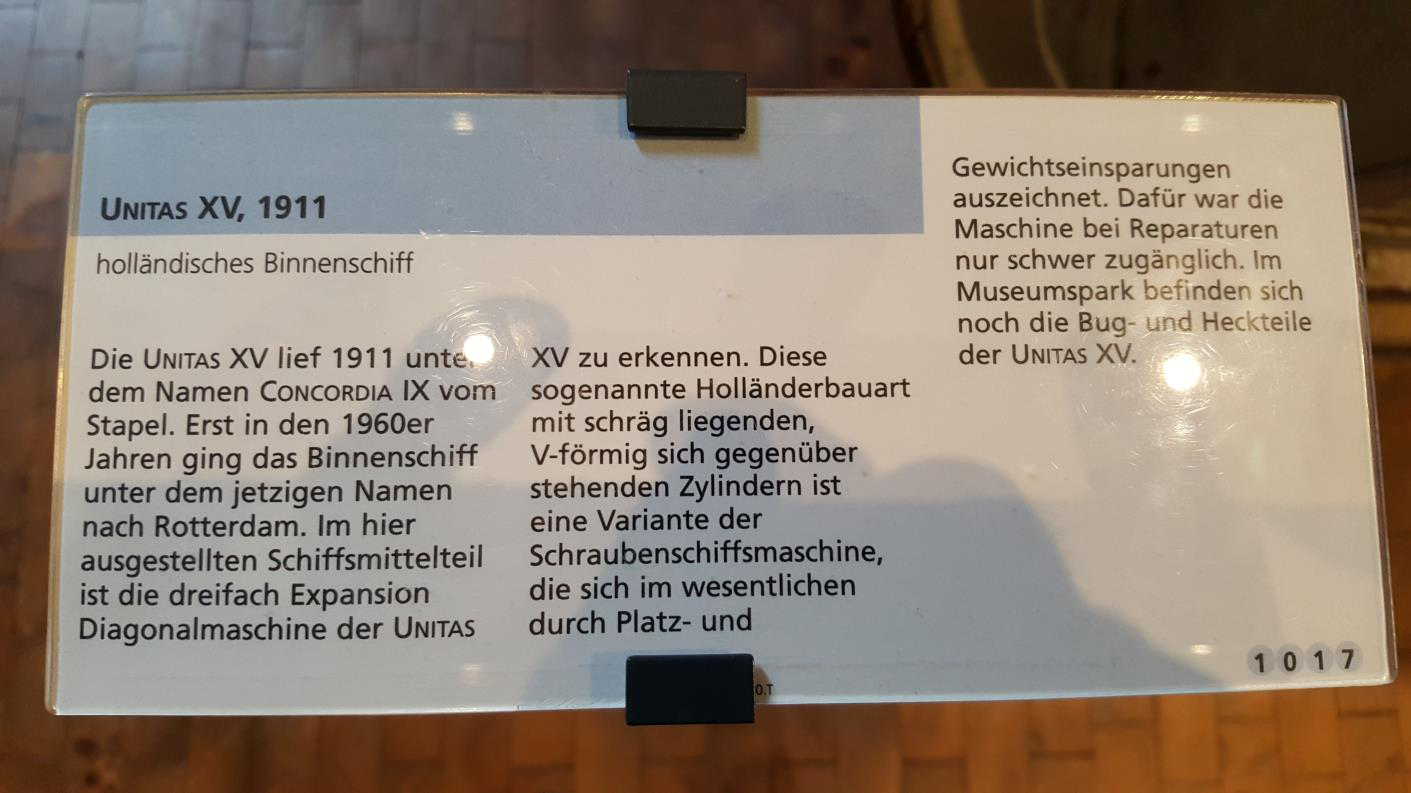 UNITAS XV, 1911
holländisches Binnenschiff
Die UNITAS XV lief 1911 unter
dem Namen CONCORDIA IX vom
Stapel. Erst in den 1960er
Jahren ging das Binnenschiff
unter dem jetzigen Namen
nach Rotterdam. Im hier
ausgestellten Schiffsmittelteil
ist die dreifach Expansion
Diagonalmaschine der UNITAS
XV zu erkennen. Diese
sogenannte Holländerbauart
mit schräg liegenden,
V-förmig sich gegenüber
stehenden Zylindern ist
eine Variante der
Schraubenschiffsmaschine,
die sich im wesentlichen
durch Platz- und
Gewichtseinsparungen
auszeichnet. Dafür war die
Maschine bei Reparaturen
nur schwer zugänglich. Im
Museumspark befinden sich
noch die Bug- und Heckteile
der UNITAS XV.
1017